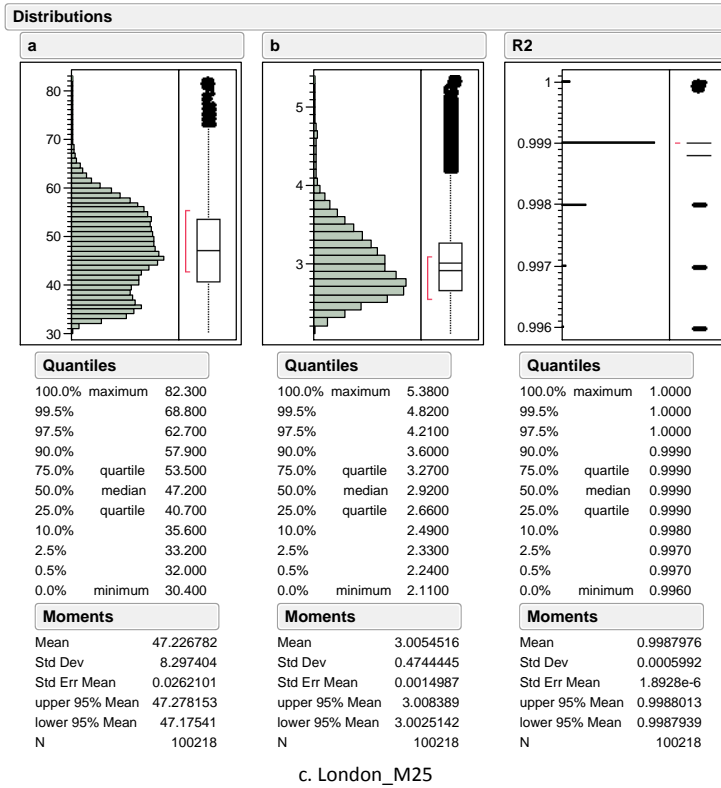 Distributions
a
80
70
60
50
40
30
Quantiles
100.0% maximum 82.300
99.5% 68.800
97.5% 62.700
90.0% 57.900
75.0% quartile 53.500
50.0% median 47.200
25.0% quartile 40.700
10.0% 35.600
2.5% 33.200
0.5% 32.000
0.0% minimum 30.400
Moments
Mean 47.226782
Std Dev 8.297404
Std Err Mean 0.0262101
upper 95% Mean 47.278153
lower 95% Mean 47.17541
N 100218
b
5
4
3
Quantiles
100.0% maximum 5.3800
99.5% 4.8200
97.5% 4.2100
90.0% 3.6000
75.0% quartile 3.2700
50.0% median 2.9200
25.0% quartile 2.6600
10.0% 2.4900
2.5% 2.3300
0.5% 2.2400
0.0% minimum 2.1100
Moments
Mean 3.0054516
Std Dev 0.4744445
Std Err Mean 0.0014987
upper 95% Mean 3.008389
lower 95% Mean 3.0025142
N 100218
R2
1
0.999
0.998
0.997
0.996
Quantiles
100.0% maximum 1.0000
99.5% 1.0000
97.5% 1.0000
90.0% 0.9990
75.0% quartile 0.9990
50.0% median 0.9990
25.0% quartile 0.9990
10.0% 0.9980
2.5% 0.9970
0.5% 0.9970
0.0% minimum 0.9960
Moments
Mean 0.9987976
Std Dev 0.0005992
Std Err Mean 1.8928e-6
upper 95% Mean 0.9988013
lower 95% Mean 0.9987939
N 100218
c. London_M25